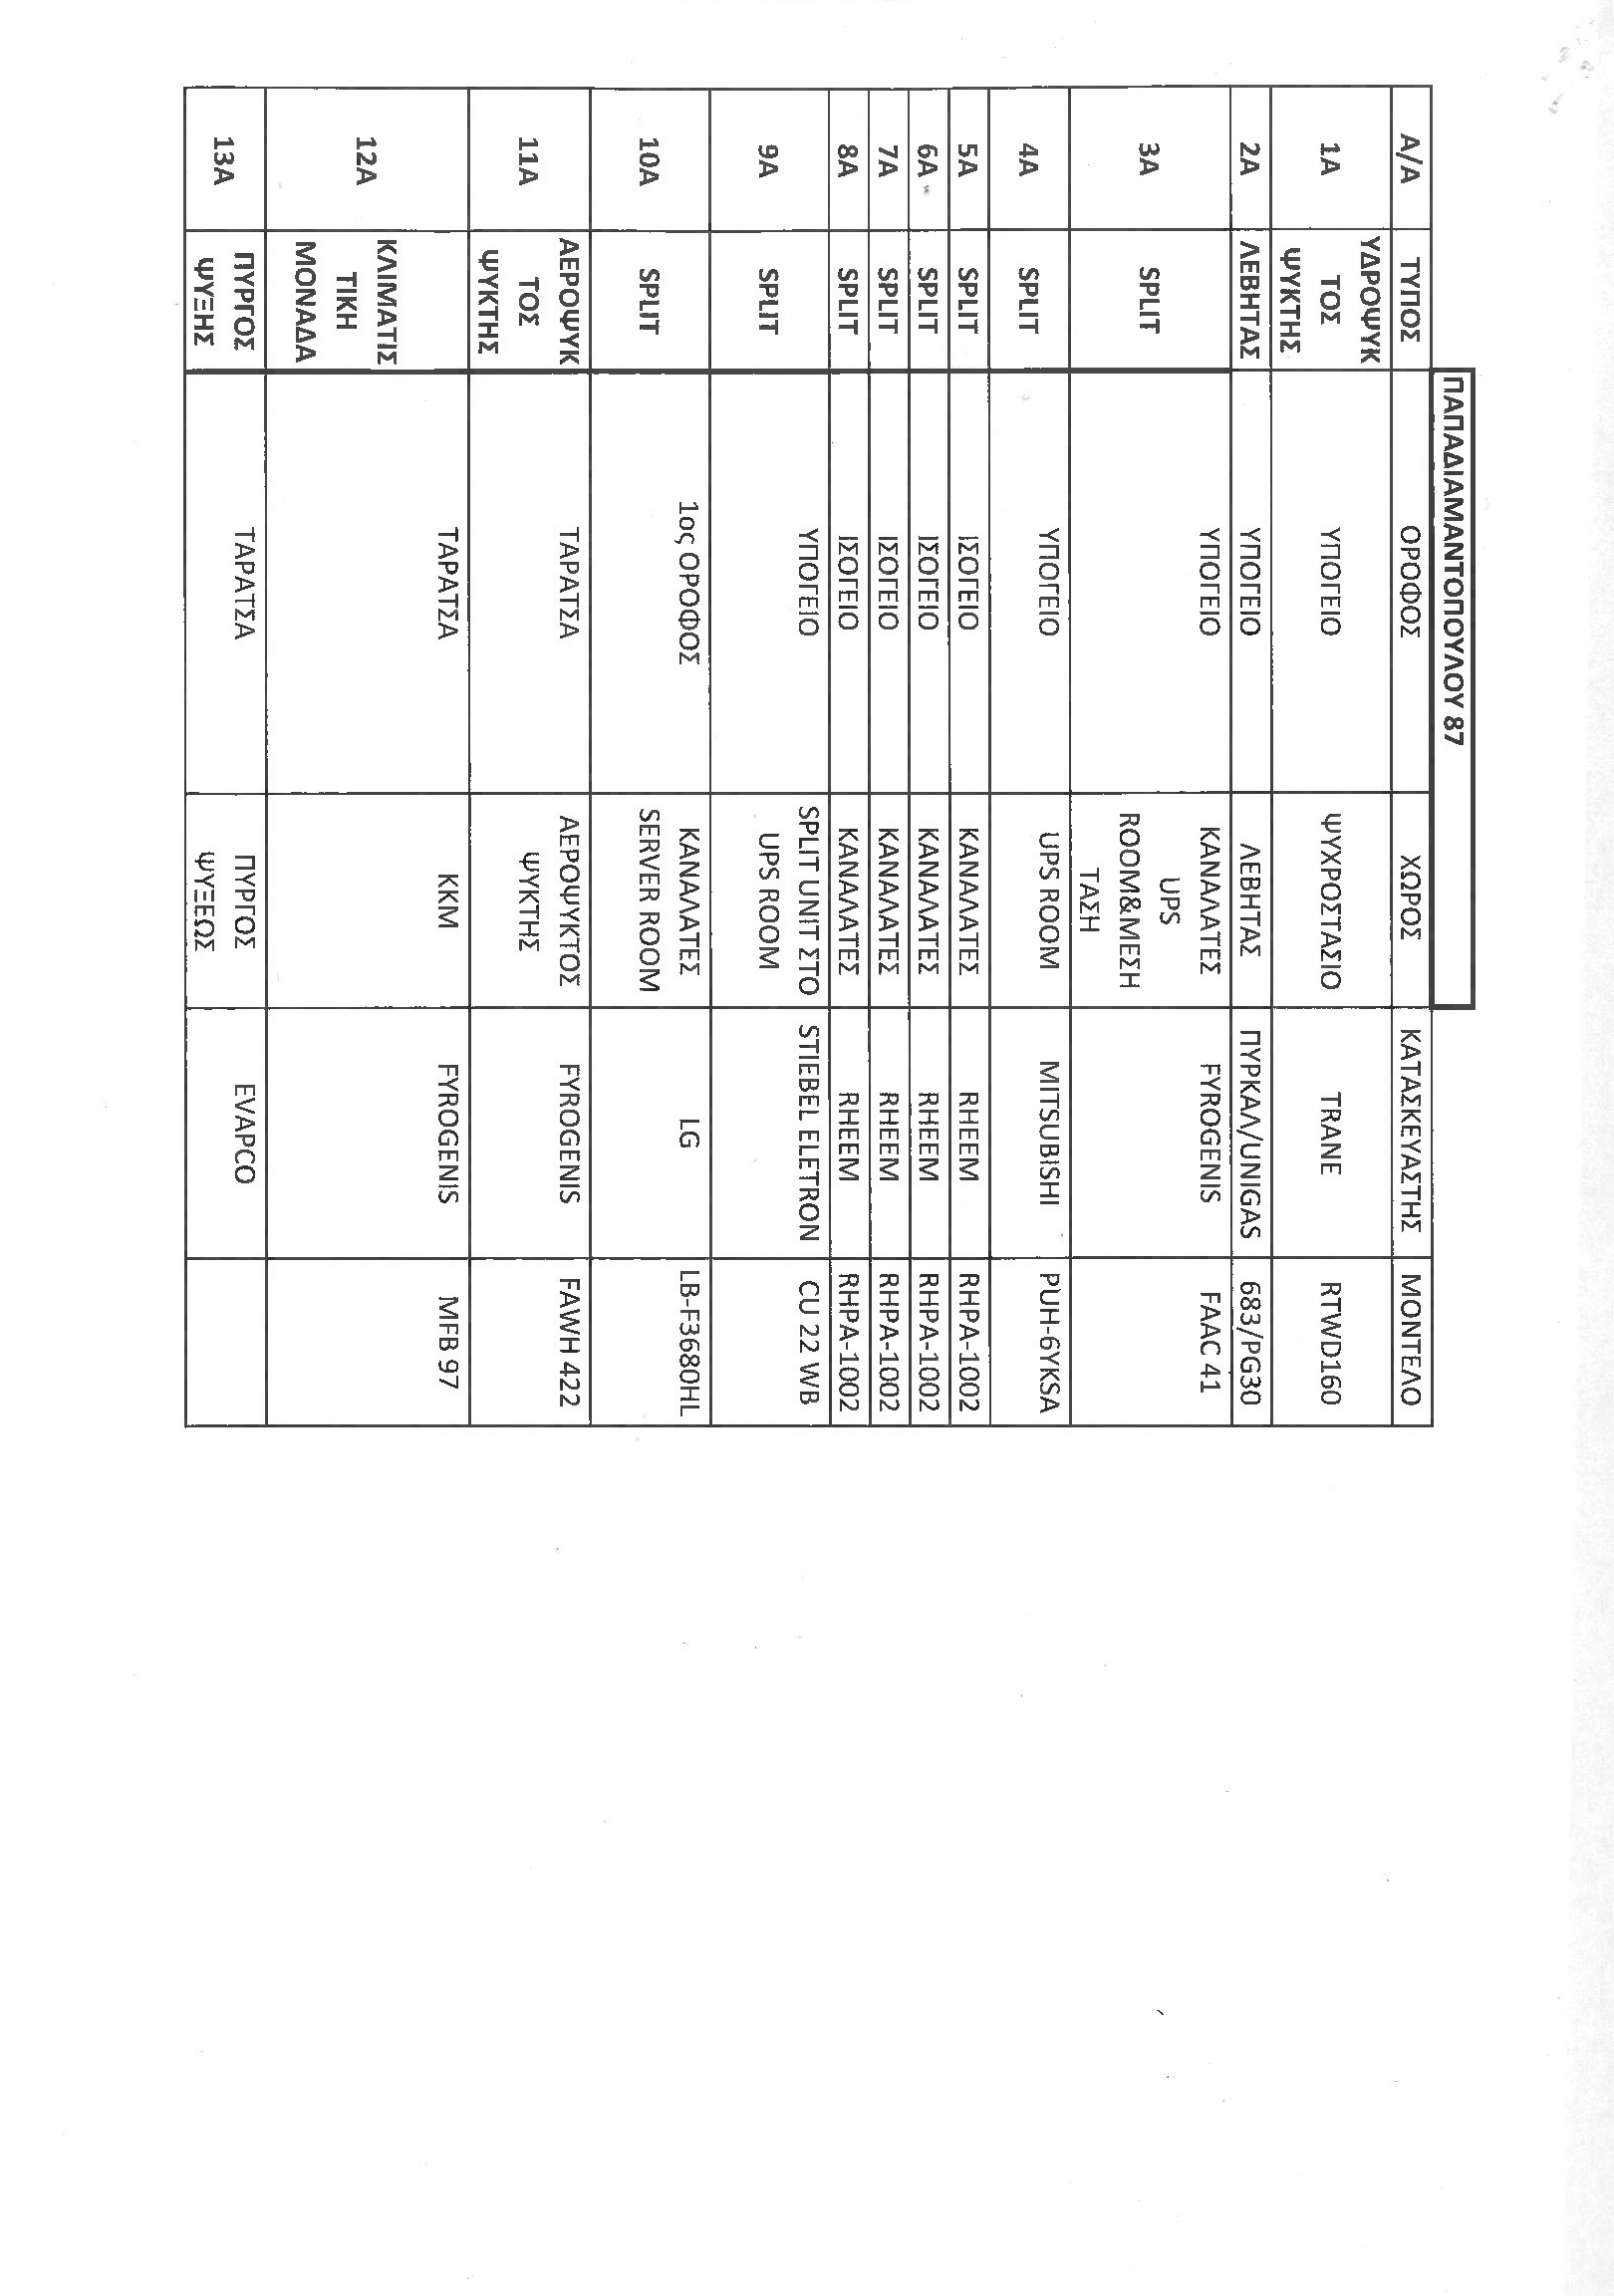 ΠΑΠΑΔΙΑΜΑΝΤΟΠΟΥΛΟΥ 87
Α/Α ΤΥΠΟΣ ΟΡΟΦΟΣ ΧΩΡΟΣ ΚΑΤΑΣΚΕΥΑΣΤΗΣ ΜΟΝΤΕΛΟ
ΥΔΡΟΨΥΚ
1Α ΤΟΣ ΥΠΟΓΕΙΟ ΨΥΧΡΟΣΤΑΣΙΟ TRANE RTWD160
ΨΥΚΤΗΣ
2Α ΛΕΒΗΤΑΣ ΥΠΟΓΕΙΟ ΛΕΒΗΤΑΣ ΠΥΡΚΑΛ/UNIGAS 683/PG30
ΥΠΟΓΕΙΟ ΚΑΝΑΛΑΤΕΣ FYROGENIS FAAC 41
UPS
3Α SPLIT ROOM&ΜΕΣΗ
ΤΑΣΗ
ΥΠΟΓΕΙΟ UPS ROOM MITSUBISHI PUH-6YKSA
4Α SPLIT
5Α SPLIT ΙΣΟΓΕΙΟ ΚΑΝΑΛΑΤΕΣ RHEEM RHPA-1002
6Α SPLIT ΙΣΟΓΕΙΟ ΚΑΝΑΛΑΤΕΣ RHEEM RHPA-1002
7Α SPLIT ΙΣΟΓΕΙΟ ΚΑΝΑΛΑΤΕΣ RHEEM RHPA-1002
8Α SPLIT ΙΣΟΓΕΙΟ ΚΑΝΑΛΑΤΕΣ RHEEM RHPA-1002
ΥΠΟΓΕΙΟ SPLIT UNIT ΣΤΟ STIEBEL ELETRON CU 22 WB
9Α SPLIT UPS ROOM
1ος ΟΡΟΦΟΣ ΚΑΝΑΛΑΤΕΣ LG LB-F3680HL
10Α SPLIT SERVER ROOM
ΑΕΡΟΨΥΚ ΤΑΡΑΤΣΑ ΑΕΡΟΨΥΚΤΟΣ FYROGENIS FAWH 422
11Α ΤΟΣ ΨΥΚΤΗΣ
ΨΥΚΤΗΣ
ΤΑΡΑΤΣΑ ΚΚΜ FYROGENIS MFB 97
ΚΛΙΜΑΤΙΣ
12Α ΤΙΚΗ
ΜΟΝΑΔΑ
ΠΥΡΓΟΣ ΤΑΡΑΤΣΑ ΠΥΡΓΟΣ EVAPCO
13Α ΨΥΞΗΣ ΨΥΞΕΩΣ